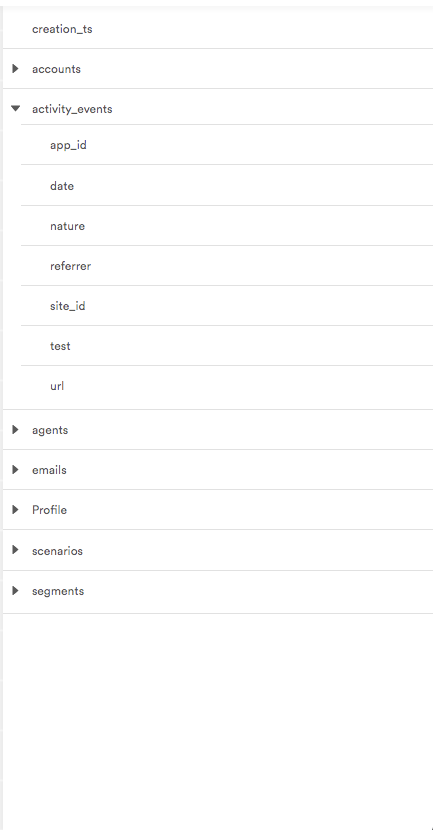 creation_ts
accounts
activity_events
app_id
date
nature
referrer
site_id
test
url
agents
emails
Profile
scenarios
segments